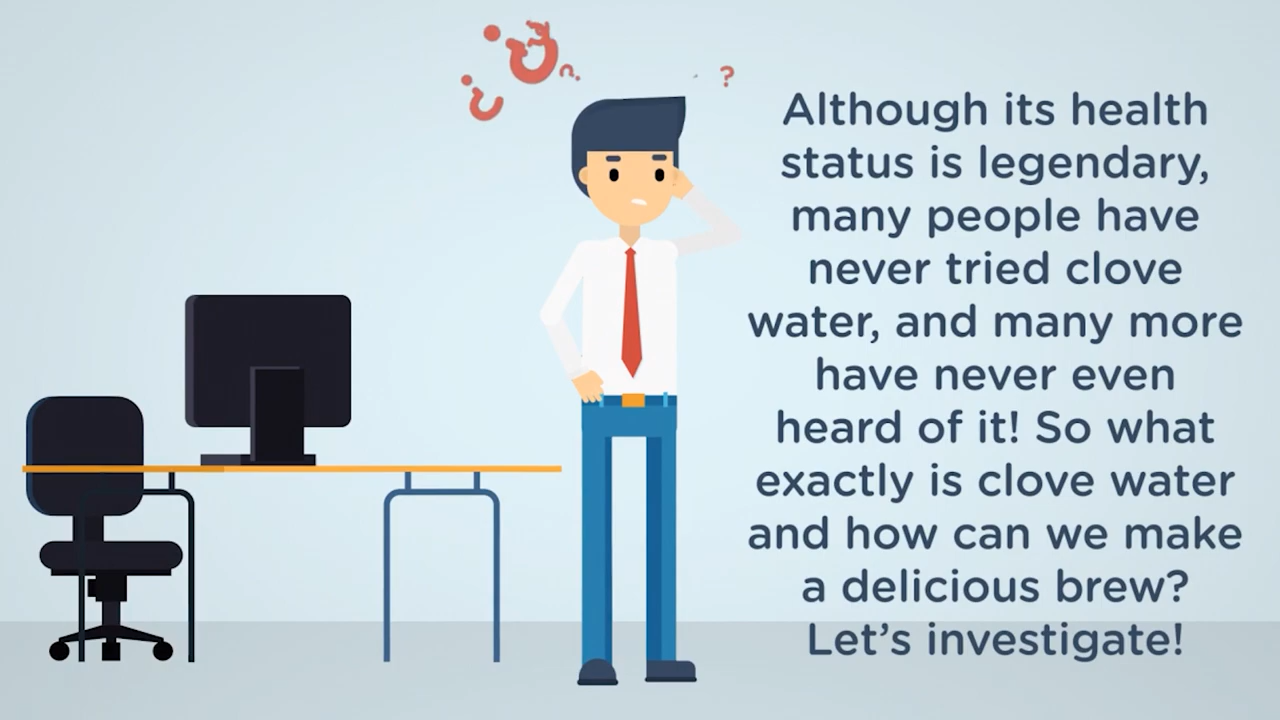 Although its health
status is legendary,
many people have
never tried clove
water, and many more
have never even
heard of it! So what
exactly is clove water
and how can we make
a delicious brew?
Let’s investigate!